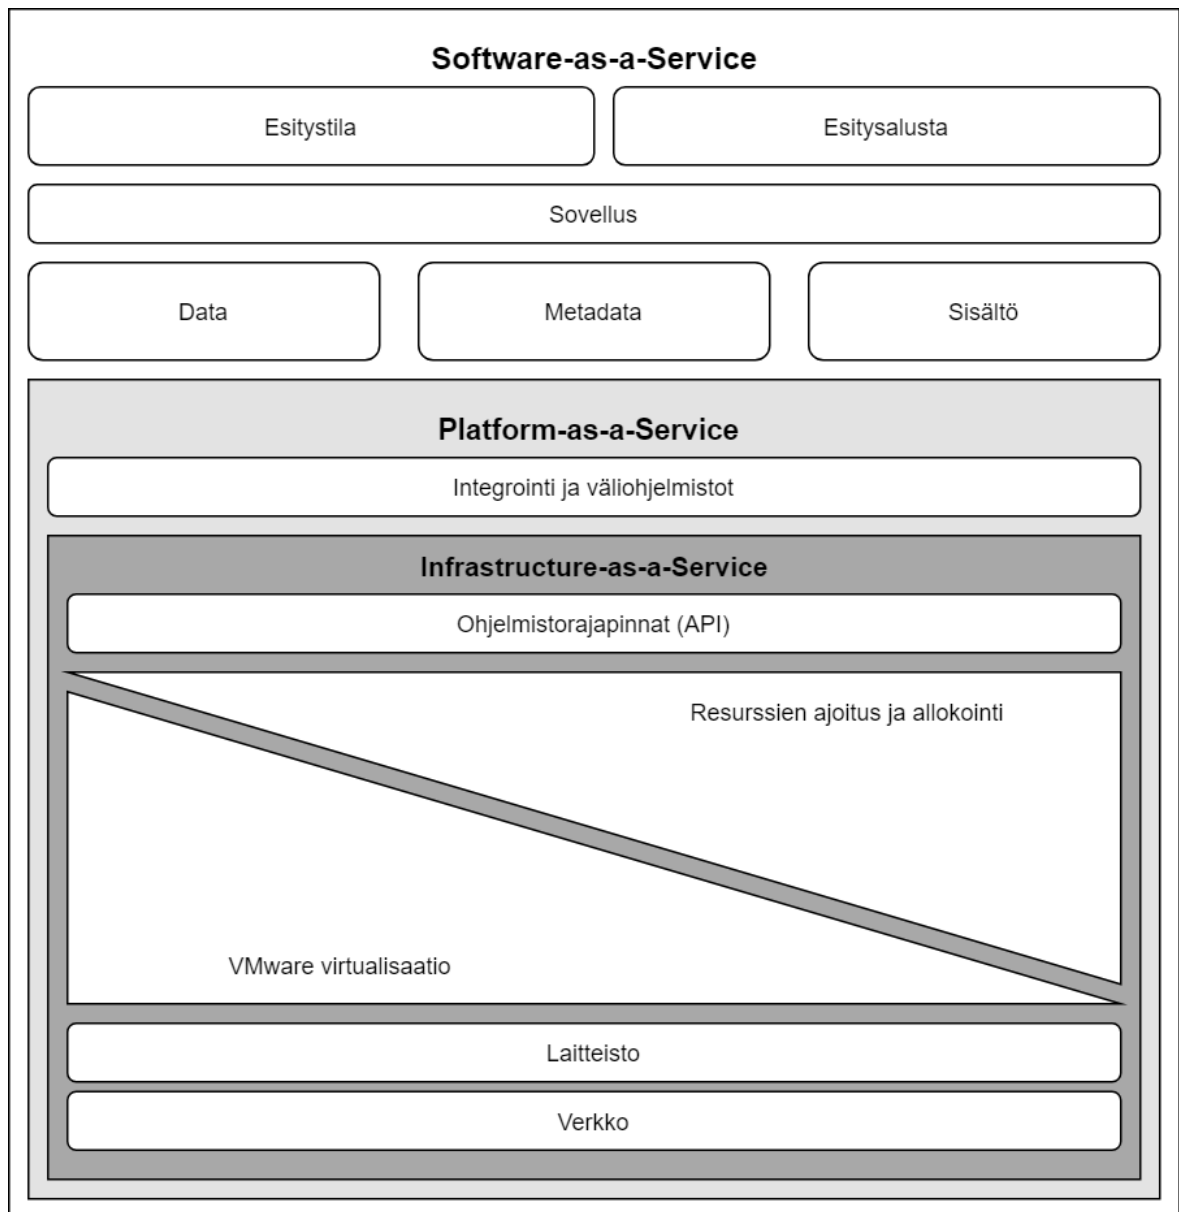 Software-as-a-Service
Esitystila
Esitysalusta
Sovellus
Data
Metadata
Sisältö
Platform-as-a-Service
Integrointi ja väliohjelmistot
Infrastructure-as-a-Service
Ohjelmistorajapinnat (API)
Resurssien ajoitus ja allokointi
VMware virtualisaatio
Laitteisto
Verkko